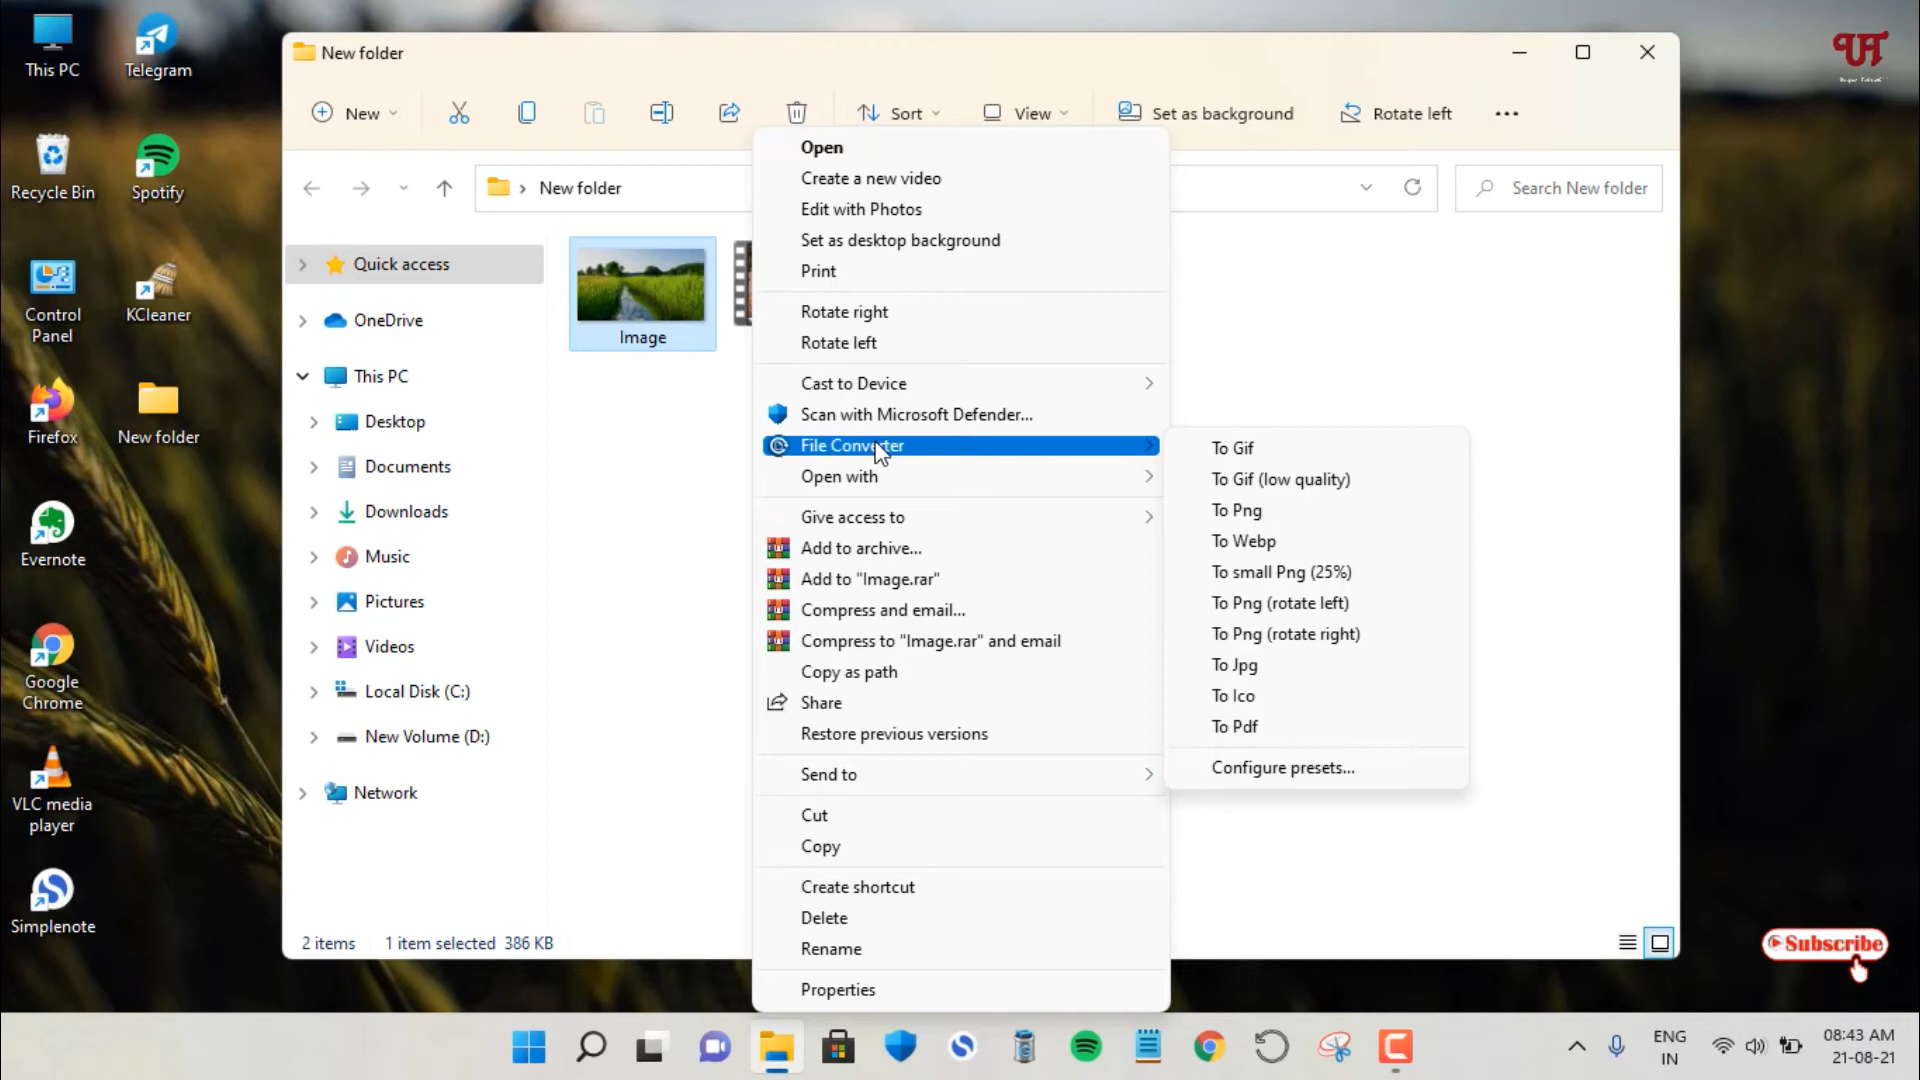 This PC
Telegram
Recycle Bin
Spotify
Control
Panel
KCleaner
Firefox
New folder
Evernote
Google
Chrome
VLC media
player
Simplenote
New folder
New
Sort
View
Set as background
Rotate left
New folder
Search New folder
Quick access
OneDrive
This PC
Desktop
Documents
Downloads
Music
Pictures
Videos
Local Disk (C:)
New Volume (D:)
Network
Image
2 items
1 item selected 386 KB
Open
Create a new video
Edit with Photos
Set as desktop background
Print
Rotate right
Rotate left
Cast to Device
Scan with Microsoft Defender...
File Converter
Open with
Give access to
Add to archive...
Add to "Image.rar"
Compress and email...
Compress to "Image.rar" and email
Copy as path
Share
Restore previous versions
Send to
Cut
Copy
Create shortcut
Delete
Rename
Properties
To Gif
To Gif (low quality)
To Png
To Webp
To small Png (25%)
To Png (rotate left)
To Png (rotate right)
To Jpg
To Ico
To Pdf
Configure presets...
UT
Subscribe
ENG
IN
08:43 AM
21-08-21